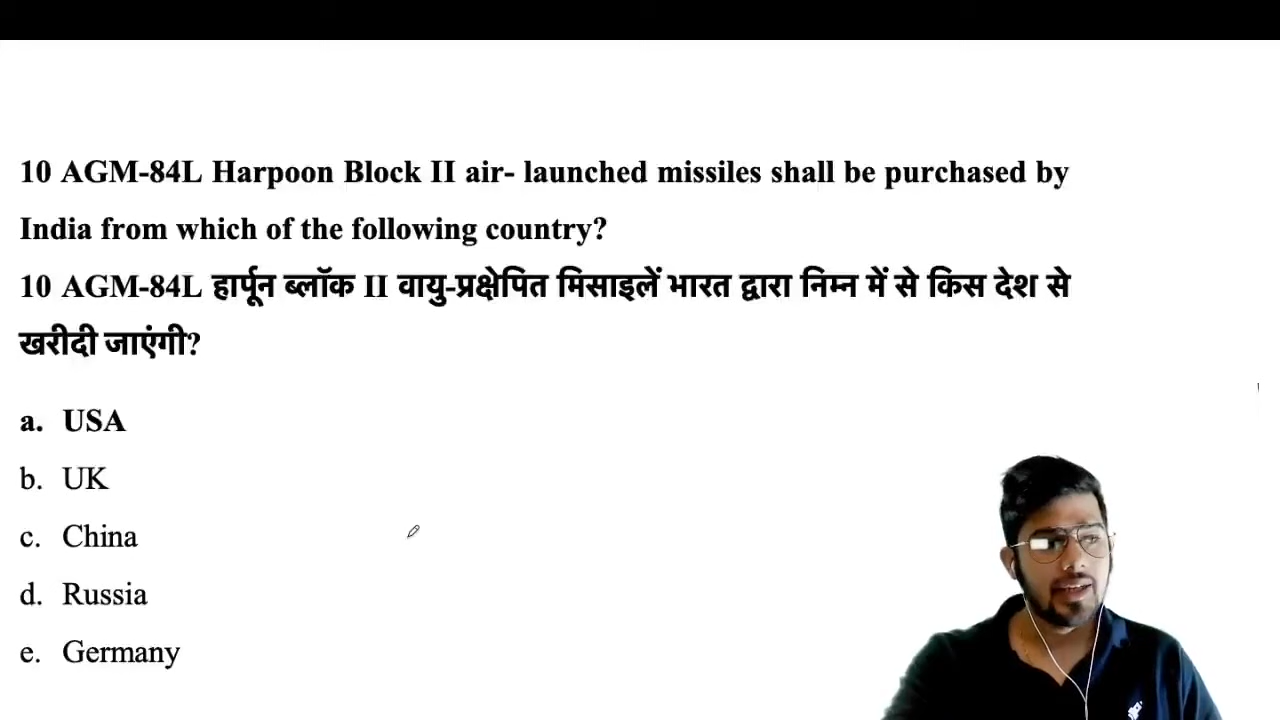 10 AGM-84L Harpoon Block II air- launched missiles shall be purchased by
India from which of the following country?
10 AGM-84L हार्पून ब्लॉक II वायु-प्रक्षेपित मिसाइलें भारत द्वारा निम्न में से किस देश से
खरीदी जाएंगी?
a. USA
b. UK
c. China
d. Russia
e. Germany